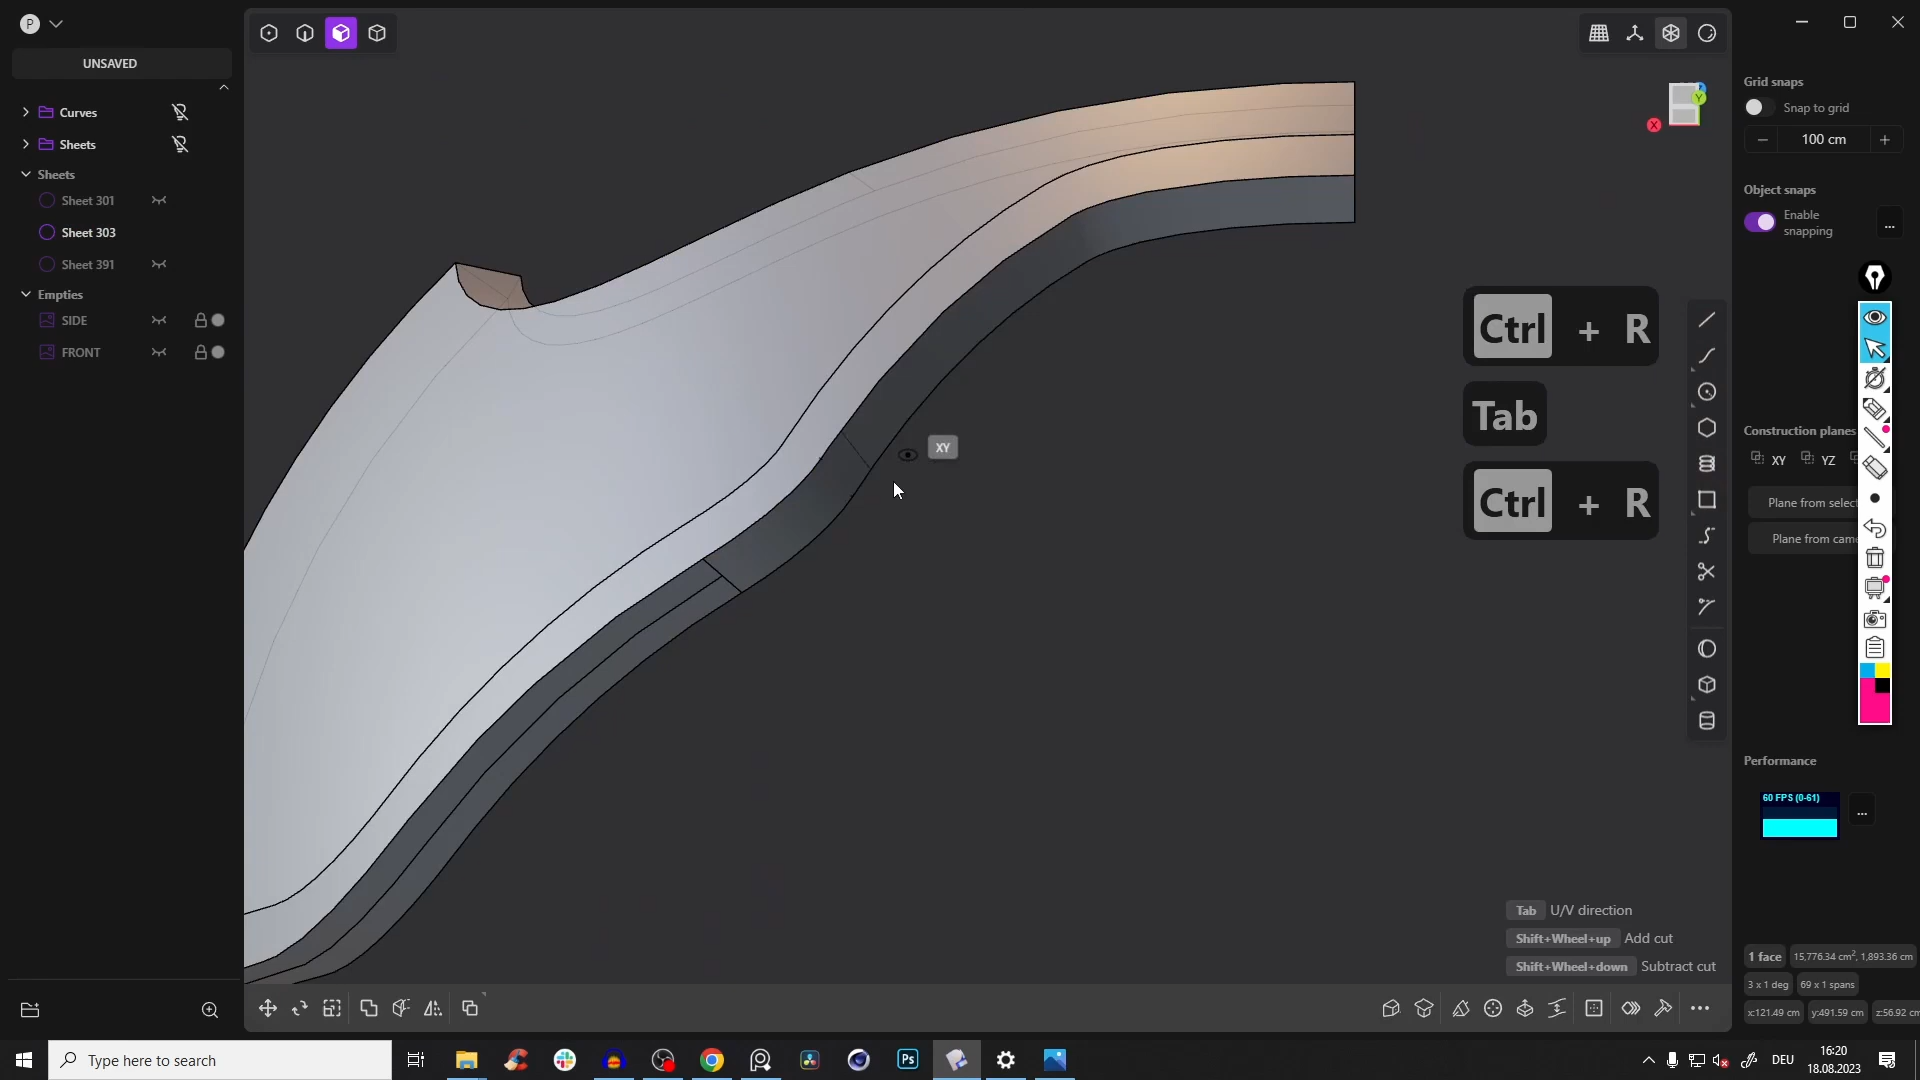 P
UNSAVED
Curves
Sheets
Sheets
Sheet 301
Sheet 303
Sheet 391
Empties
SIDE
FRONT
Y
X
XY
Ctrl + R
Tab
Ctrl + R
Tab U/V direction
Shift+Wheel+up Add cut
Shift+Wheel+down Subtract cut
Grid snaps
Snap to grid
100 cm
Object snaps
Enable
snapping
...
Construction planes
XY YZ
Plane from select
Plane from came
Performance
60 FPS (0-61)
...
1 face 15,776.34 cm², 1,893.36 cm
3 x 1 deg 69 x 1 spans
x:121.49 cm y:491.59 cm z:56.92 cm
Type here to search
Ps
DEU
16:20
18.08.2023